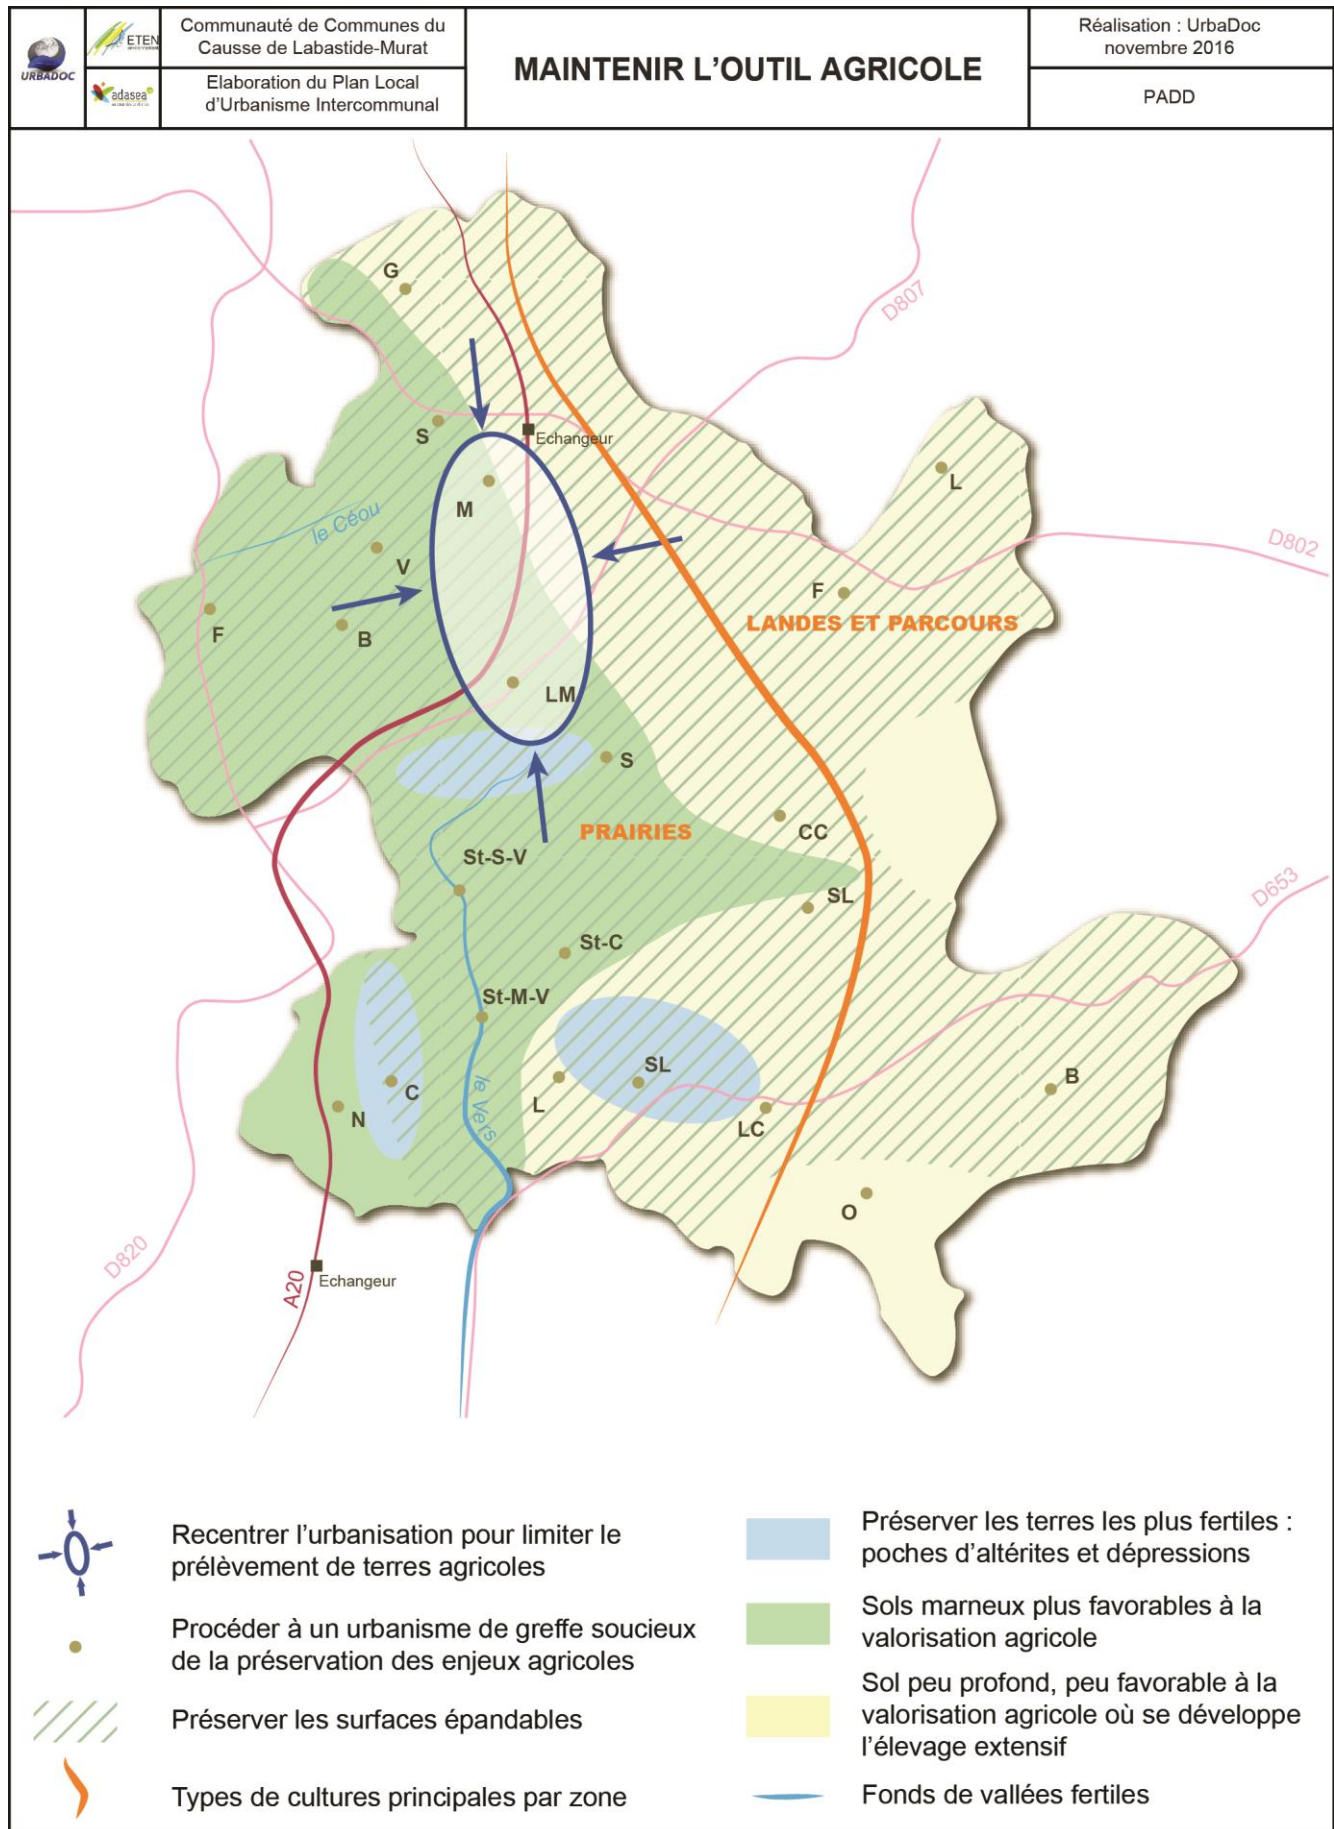 URBADOC
ETEN
adasea
Communauté de Communes du
Causse de Labastide-Murat
Elaboration du Plan Local
d'Urbanisme Intercommunal
MAINTENIR L'OUTIL AGRICOLE
Réalisation : UrbaDoc
novembre 2016
PADD
G
D807
S
Echangeur
L
M
le Céou
D802
V
F
F
B
LANDES ET PARCOURS
LM
S
CC
PRAIRIES
St-S-V
SL
D653
St-C
St-M-V
SL
B
le Vers
C
L
N
LC
O
D820
A20
Echangeur
Recentrer l'urbanisation pour limiter le
prélèvement de terres agricoles
Procéder à un urbanisme de greffe soucieux
de la préservation des enjeux agricoles
Préserver les surfaces épandables
Types de cultures principales par zone
Préserver les terres les plus fertiles :
poches d'altérites et dépressions
Sols marneux plus favorables à la
valorisation agricole
Sol peu profond, peu favorable à la
valorisation agricole où se développe
l'élevage extensif
Fonds de vallées fertiles